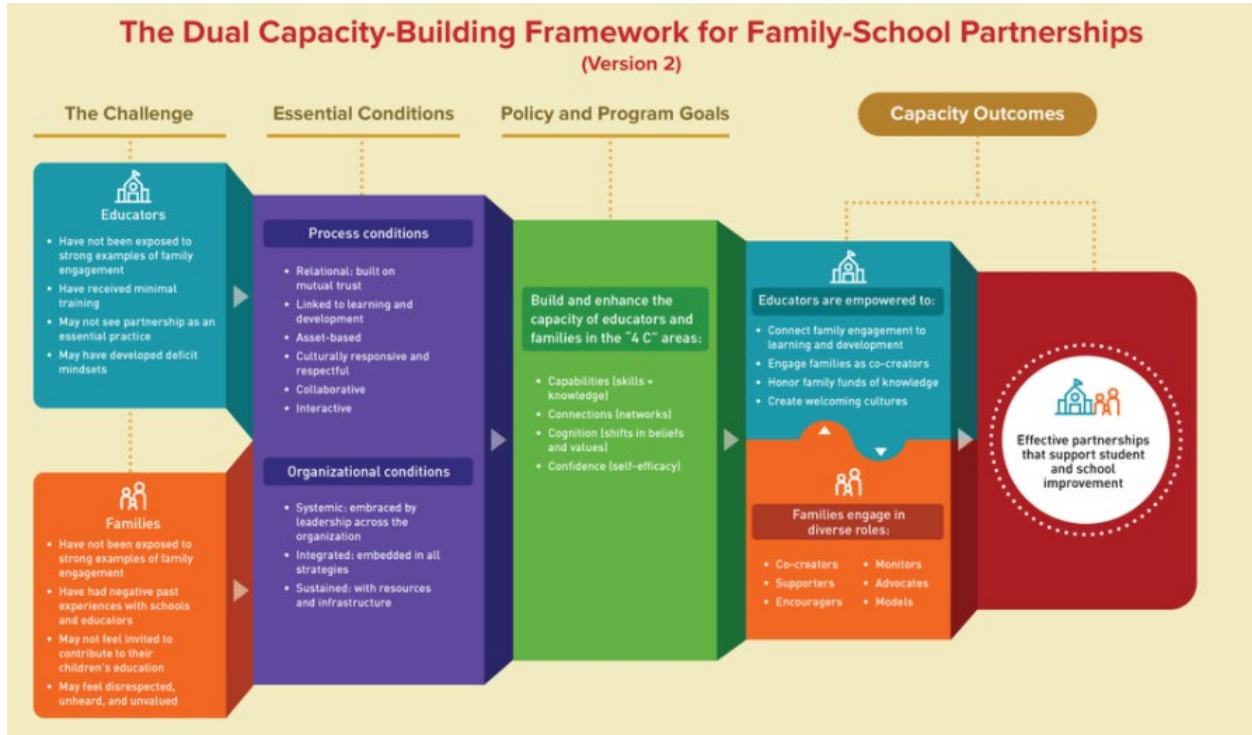 The Dual Capacity-Building Framework for Family-School Partnerships
(Version 2)
The Challenge
Essential Conditions
Policy and Program Goals
Capacity Outcomes
Educators
• Have not been exposed to
strong examples of family
engagement
• Have received minimal
training
• May not see partnership as an
essential practice
• May have developed deficit
mindsets
Families
• Have not been exposed to
strong examples of family
engagement
• Have had negative past
experiences with schools
and educators
• May not feel invited to
contribute to their
children's education
• May feel disrespected,
unheard, and unvalued
Process conditions
• Relational: built on
mutual trust
• Linked to learning and
development
• Asset-based
• Culturally responsive and
respectful
• Collaborative
• Interactive
Organizational conditions
• Systemic: embraced by
leadership across the
organization
• Integrated: embedded in all
strategies
• Sustained: with resources
and infrastructure
Build and enhance the
capacity of educators and
families in the "4 C" areas:
• Capabilities (skills +
knowledge)
• Connections (networks)
• Cognition (shifts in beliefs
and values)
• Confidence (self-efficacy)
Educators are empowered to:
• Connect family engagement to
learning and development
• Engage families as co-creators
• Honor family funds of knowledge
• Create welcoming cultures
Families engage in
diverse roles:
• Co-creators
• Supporters
• Encouragers
• Monitors
• Advocates
• Models
Effective partnerships
that support student
and school
improvement